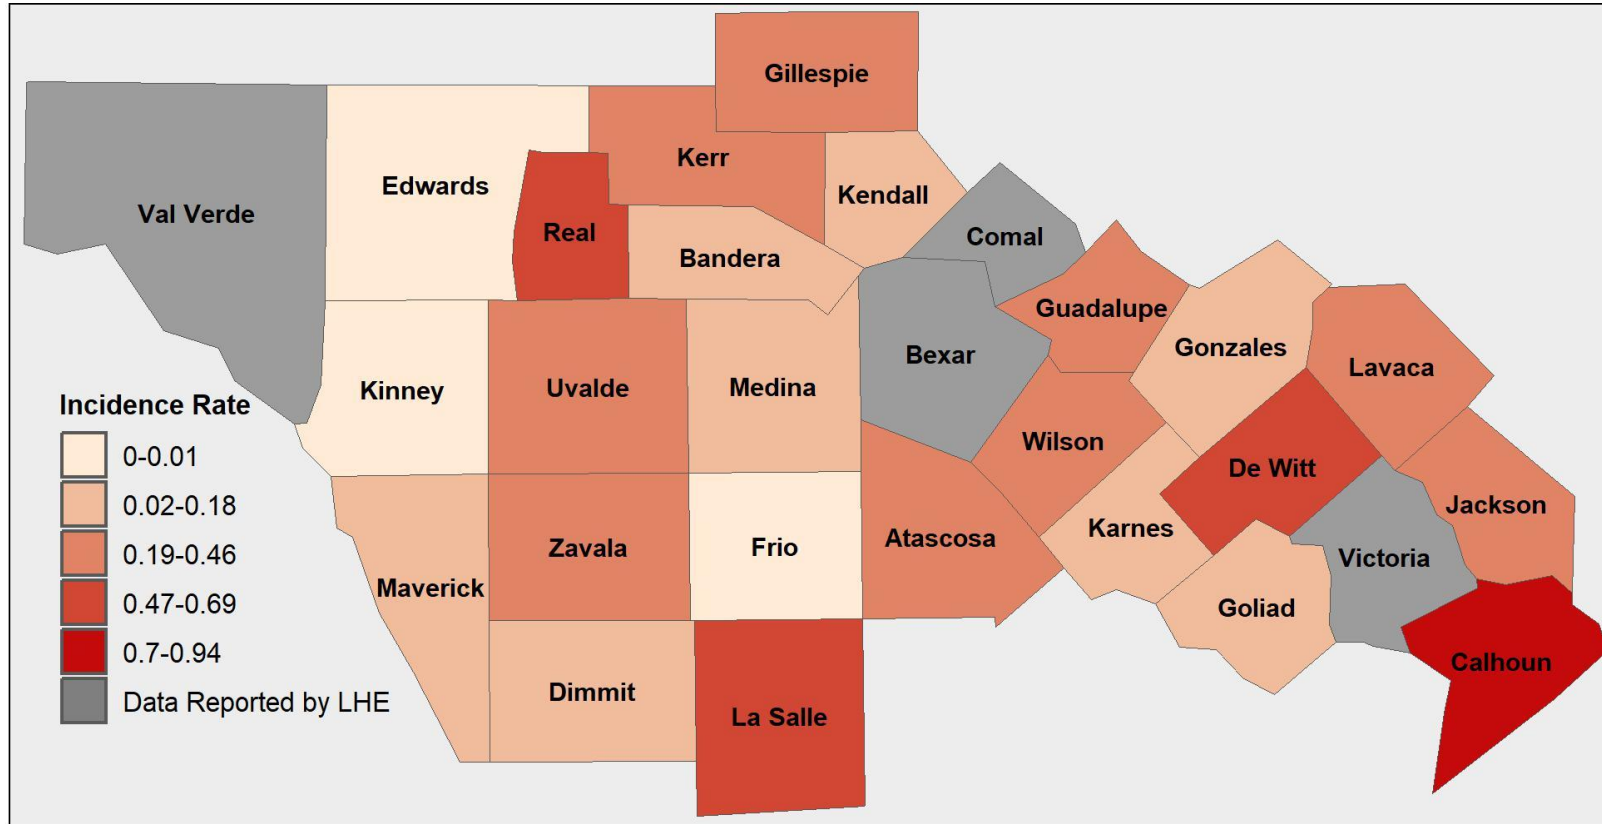 Gillespie
Kerr
Edwards
Kendall
Val Verde
Real
Comal
Bandera
Guadalupe
Gonzales
Bexar
Lavaca
Kinney
Uvalde
Medina
Wilson
De Witt
Jackson
Karnes
Atascosa
Zavala
Frio
Victoria
Maverick
Goliad
Calhoun
Dimmit
La Salle
Incidence Rate
0-0.01
0.02-0.18
0.19-0.46
0.47-0.69
0.7-0.94
Data Reported by LHE